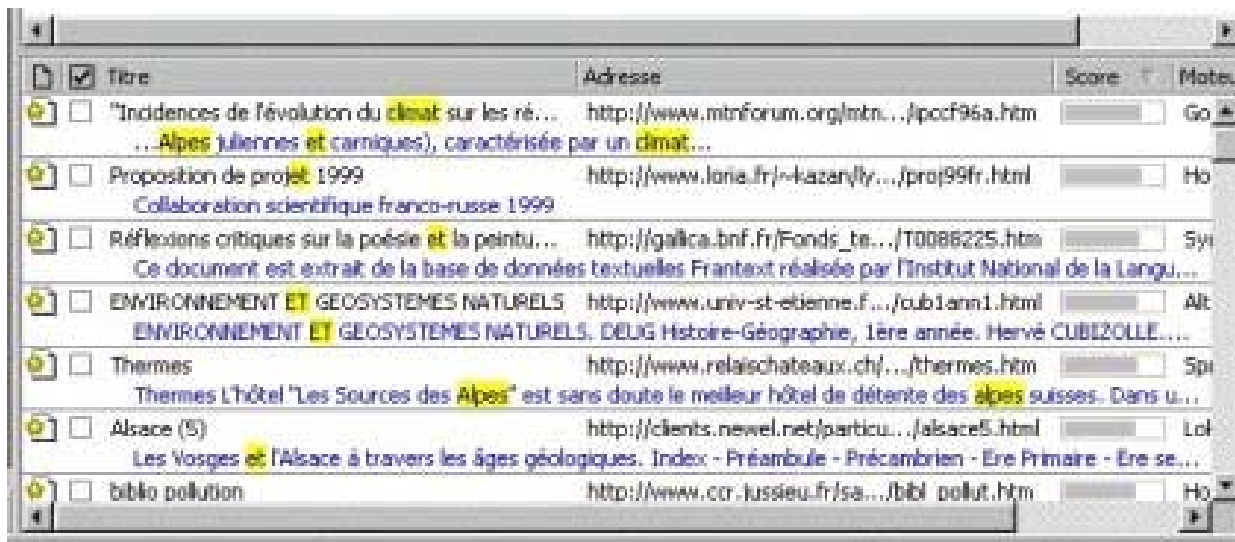 Titre Adresse Score Moteu
"Incidences de l'évolution du climat sur les ré... http://www.mtnforum.org/mtn.../ipccf96a.htm Go
...Alpes juliennes et carniques), caractérisée par un climat...
Proposition de projet 1999 http://www.loria.fr/~kazan/ly.../proj99fr.html Ho
Collaboration scientifique franco-russe 1999
Réflexions critiques sur la poésie et la peintu... http://gallica.bnf.fr/Fonds_te.../T0088225.htm Sy
Ce document est extrait de la base de données textuelles Frantext réalisée par l'Institut National de la Langu...
ENVIRONNEMENT ET GEOSYSTEMES NATURELS http://www.univ-st-etienne.f.../cub1ann1.html Alt
ENVIRONNEMENT ET GEOSYSTEMES NATURELS. DEUG Histoire-Géographie, 1ère année. Hervé CUBIZOLLE....
Thermes http://www.relaischateaux.ch/.../thermes.htm Spi
Thermes L'hôtel "Les Sources des Alpes" est sans doute le meilleur hôtel de détente des alpes suisses. Dans u...
Alsace (5) http://clients.newel.net/particu.../alsace5.html Lok
Les Vosges et l'Alsace à travers les âges géologiques. Index - Préambule - Précambrien - Ere Primaire - Ere se...
biblio pollution http://www.ccr.jussieu.fr/sa.../bibl_pollut.htm Ho